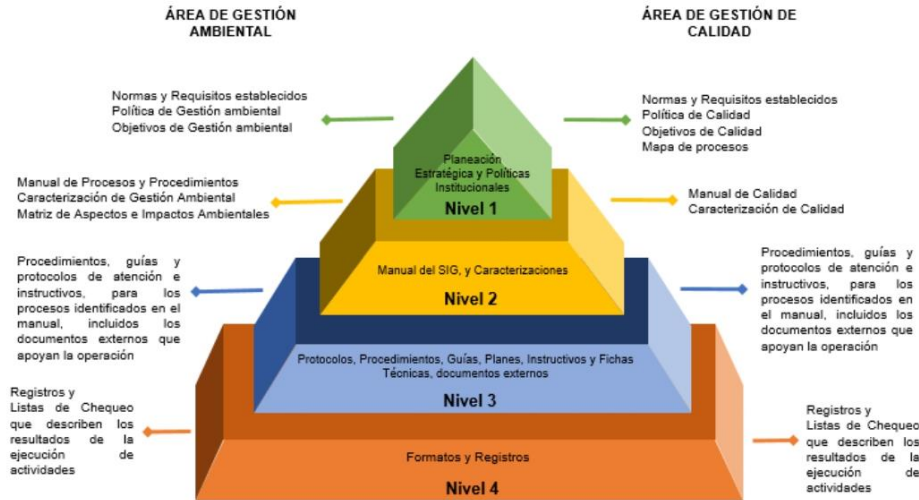 ÁREA DE GESTIÓN
AMBIENTAL
ÁREA DE GESTIÓN DE
CALIDAD
Normas y Requisitos establecidos
Política de Gestión ambiental
Objetivos de Gestión ambiental
Normas y Requisitos establecidos
Política de Calidad
Objetivos de Calidad
Mapa de procesos
Planeación
Estratégica y Políticas
Institucionales
Nivel 1
Manual de Procesos y Procedimientos
Caracterización de Gestión Ambiental
Matriz de Aspectos e Impactos Ambientales
Manual de Calidad
Caracterización de Calidad
Manual del SIG, y Caracterizaciones
Nivel 2
Procedimientos, guías y
protocolos de atención e
instructivos, para los
procesos identificados en el
manual, incluidos los
documentos externos que
apoyan la operación
Procedimientos, guías y
protocolos de atención e
instructivos, para los
procesos identificados en
el manual, incluidos los
documentos externos que
apoyan la operación
Protocolos, Procedimientos, Guías, Planes, Instructivos y Fichas
Técnicas, documentos externos
Nivel 3
Registros y
Listas de Chequeo
que describen los
resultados de la
ejecución de
actividades
Registros y
Listas de Chequeo
que describen los
resultados de la
ejecución de
actividades
Formatos y Registros
Nivel 4